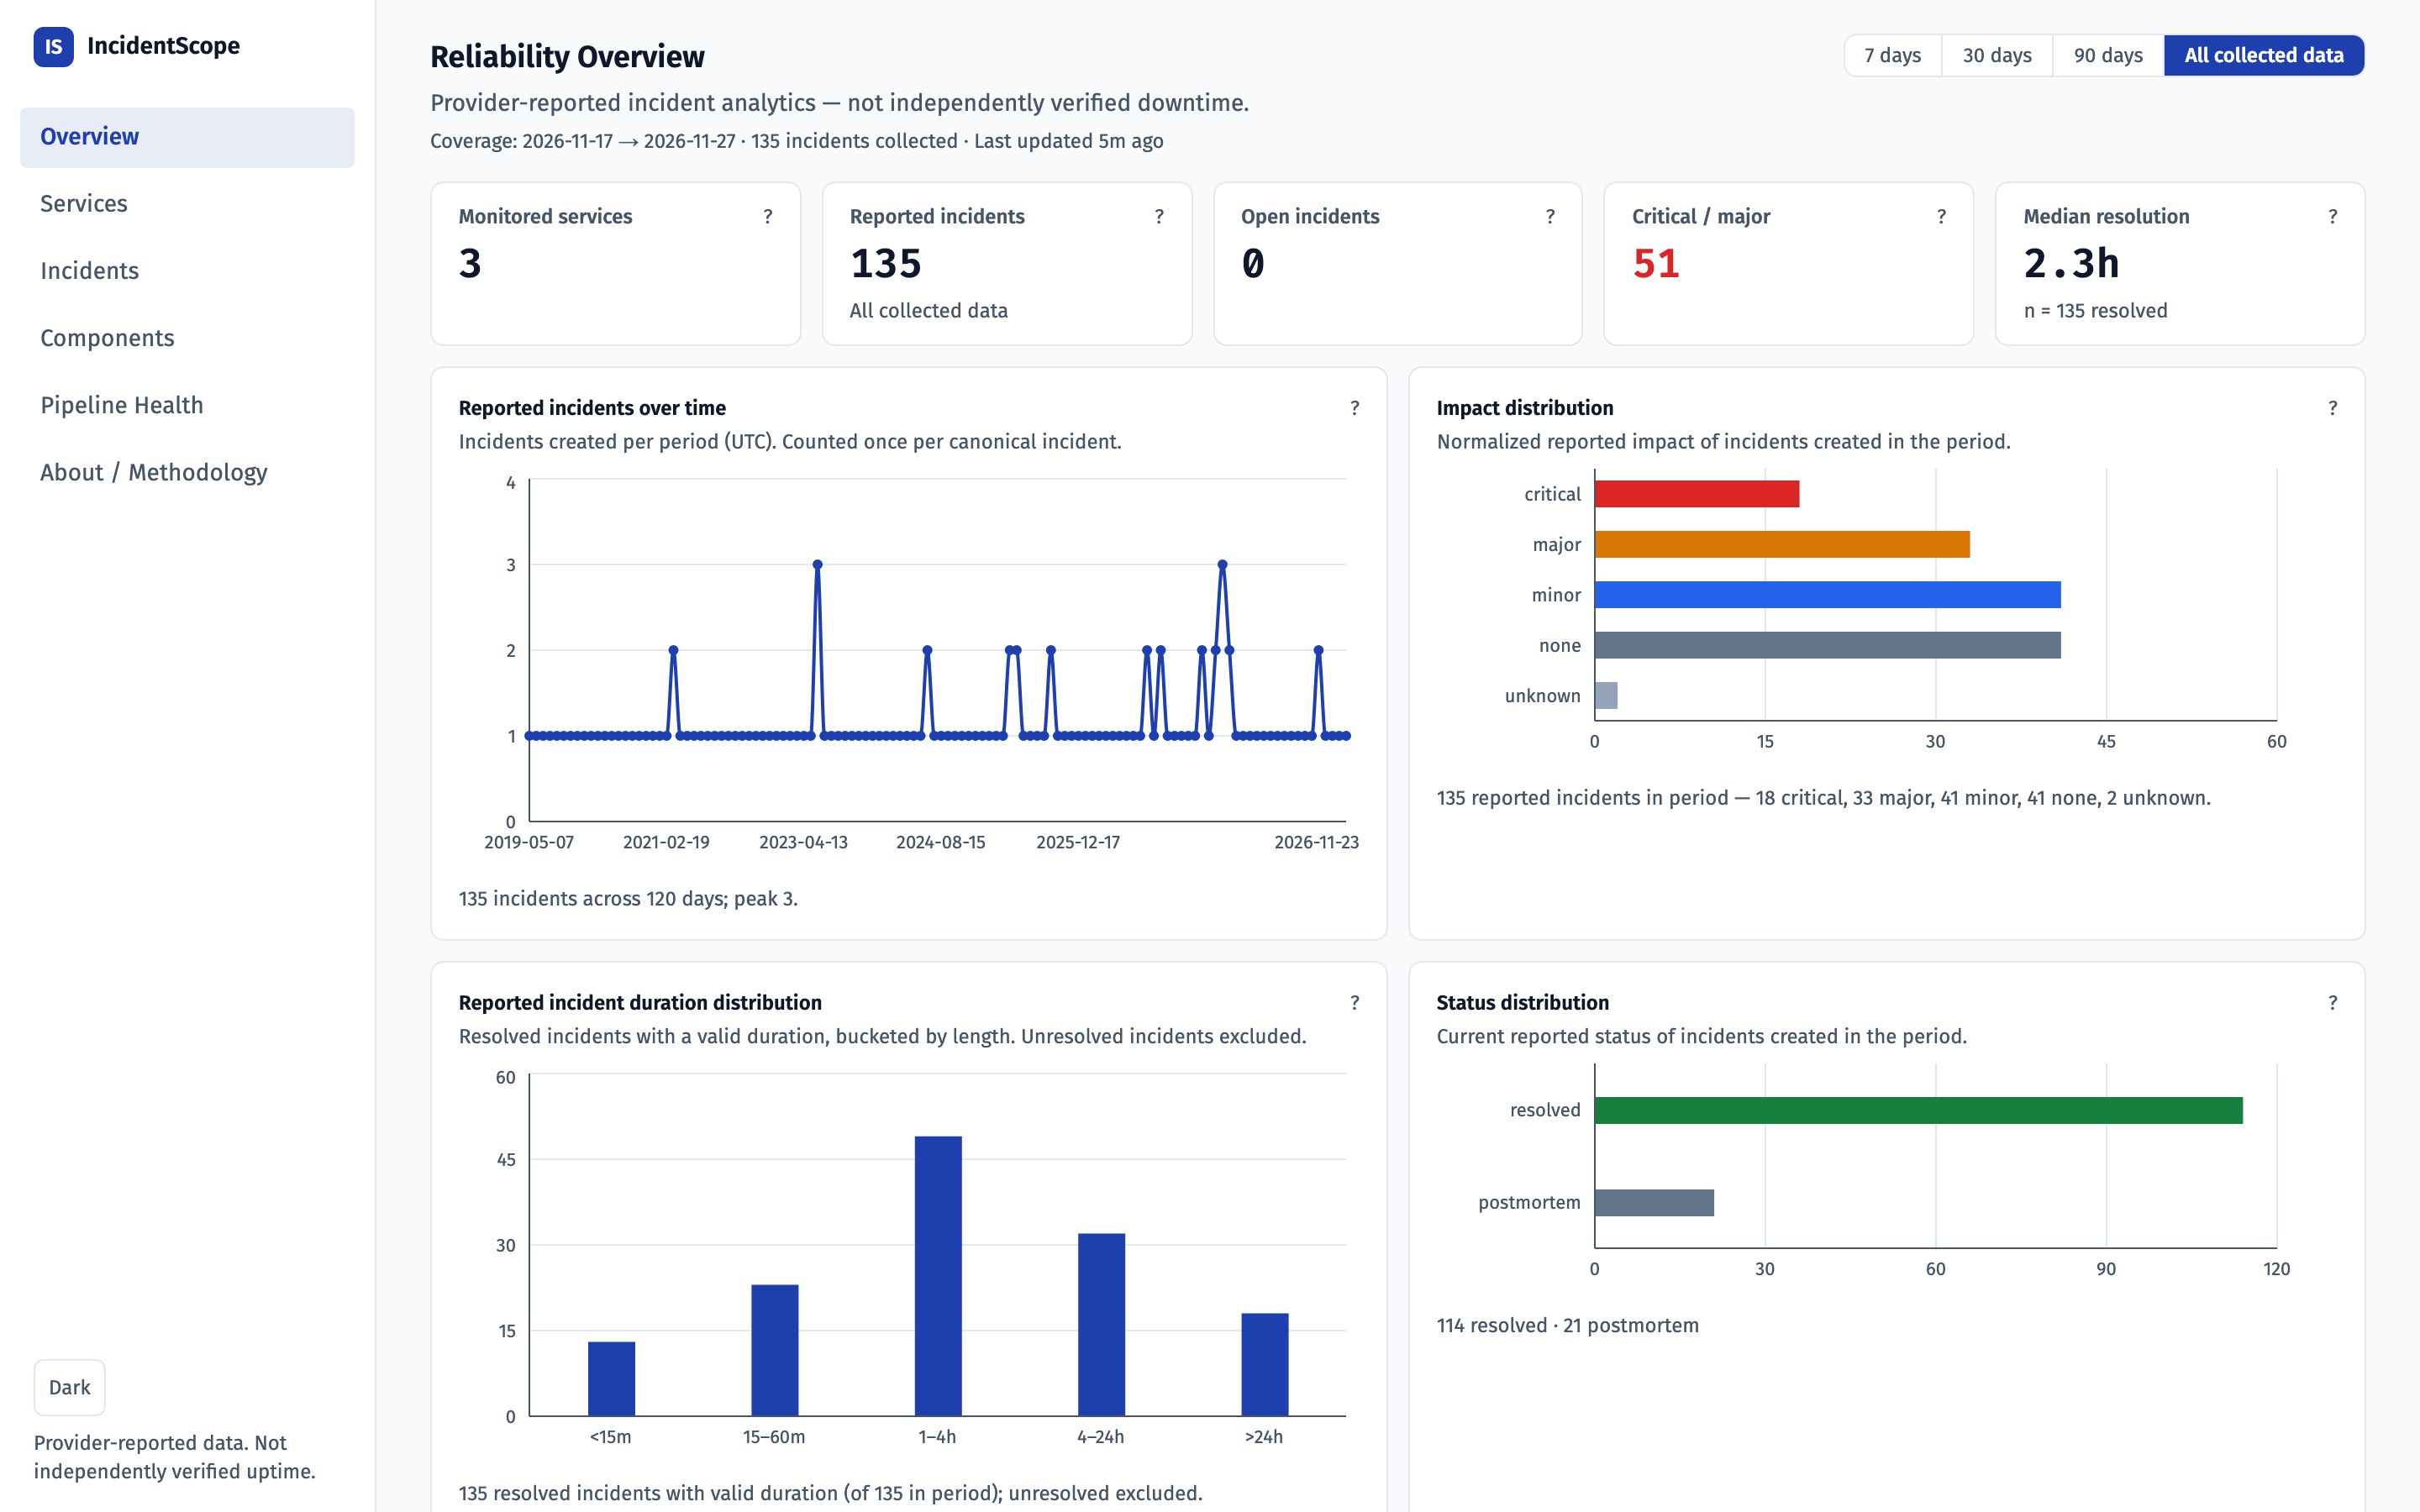 IS IncidentScope
Overview
Services
Incidents
Components
Pipeline Health
About / Methodology
Dark
Provider-reported data. Not
independently verified uptime.
Reliability Overview
7 days 30 days 90 days All collected data
Provider-reported incident analytics — not independently verified downtime.
Coverage: 2026-11-17 → 2026-11-27 · 135 incidents collected · Last updated 5m ago
Monitored services ?
3
Reported incidents ?
135
All collected data
Open incidents ?
0
Critical / major ?
51
Median resolution ?
2.3h
n = 135 resolved
Reported incidents over time ?
Incidents created per period (UTC). Counted once per canonical incident.
4
3
2
1
0
2019-05-07 2021-02-19 2023-04-13 2024-08-15 2025-12-17 2026-11-23
135 incidents across 120 days; peak 3.
Impact distribution ?
Normalized reported impact of incidents created in the period.
critical
major
minor
none
unknown
0 15 30 45 60
135 reported incidents in period — 18 critical, 33 major, 41 minor, 41 none, 2 unknown.
Reported incident duration distribution ?
Resolved incidents with a valid duration, bucketed by length. Unresolved incidents excluded.
60
45
30
15
0
<15m 15–60m 1–4h 4–24h >24h
135 resolved incidents with valid duration (of 135 in period); unresolved excluded.
Status distribution ?
Current reported status of incidents created in the period.
resolved
postmortem
0 30 60 90 120
114 resolved · 21 postmortem